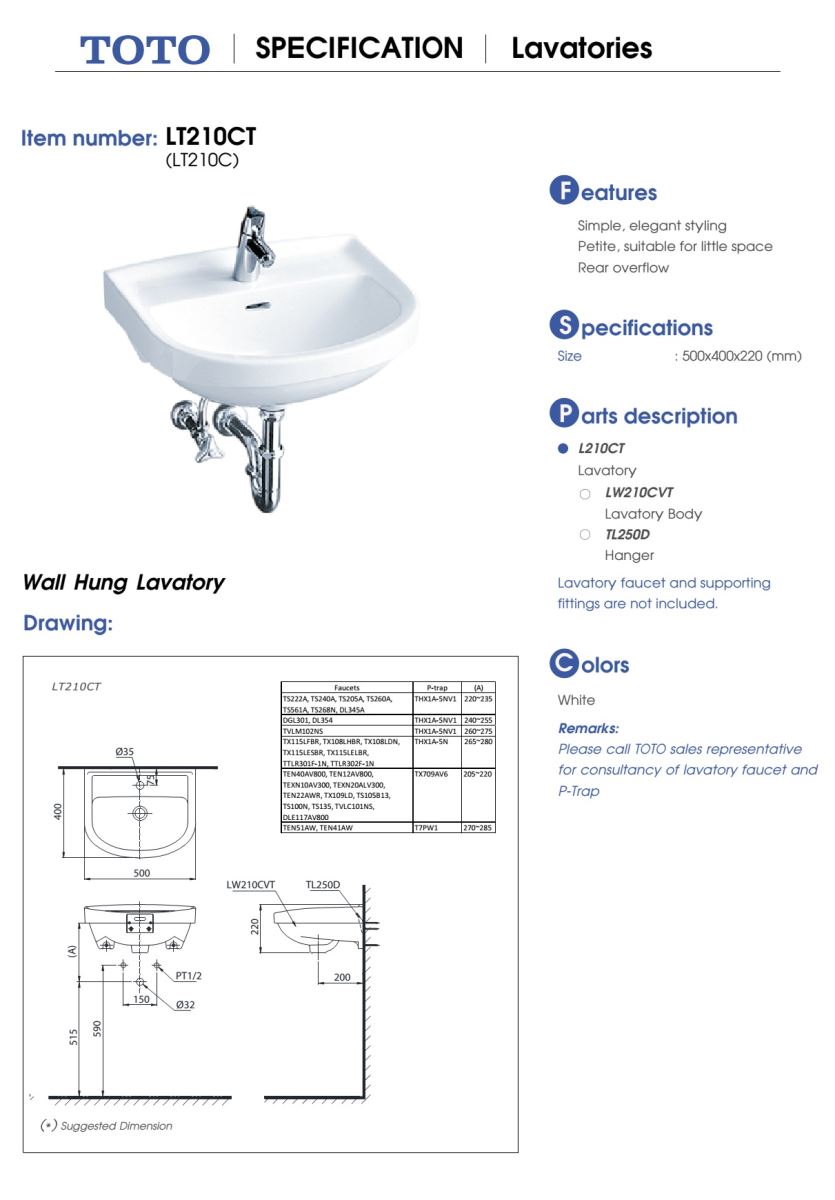 TOTO | SPECIFICATION | Lavatories
Item number: LT210CT
(LT210C)
Features
Simple, elegant styling
Petite, suitable for little space
Rear overflow
Specifications
Size : 500x400x220 (mm)
Parts description
L210CT
Lavatory
LW210CVT
Lavatory Body
TL250D
Hanger
Lavatory faucet and supporting
fittings are not included.
Colors
White
Remarks:
Please call TOTO sales representative
for consultancy of lavatory faucet and
P-Trap
Wall Hung Lavatory
Drawing:
LT210CT
Faucets P-trap (A)
TS222A, TS240A, TS205A, TS260A, THX1A-5NV1 220~235
TS561A, TS268N, DL345A
DGL301, DL354 THX1A-5NV1 240~255
TVLM102NS THX1A-5NV1 260~275
TX115LFBR, TX108LHBR, TX108LDN, THX1A-5N 265~280
TX115LESBR, TX115LELBR,
TTLR301F-1N, TTLR302F-1N
TEN40AV800, TEN12AV800, TX709AV6 205~220
TEXN10AV300, TEXN20ALV300,
TEN22AWR, TX109LD, TS105B13,
TS100N, TS135, TVLC101NS,
DLE117AV800
TEN51AW, TEN41AW T7PW1 270~285
Ø35
75
400
500
LW210CVT TL250D
220
200
(A)
PT1/2
150
Ø32
515
590
(*) Suggested Dimension